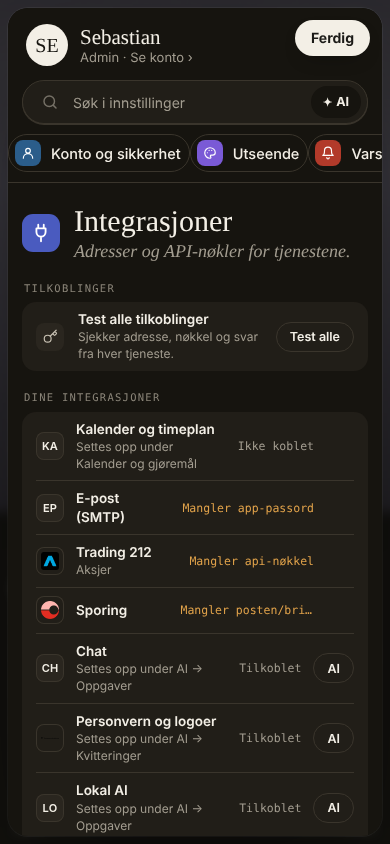 SE
Sebastian
Admin · Se konto ›
Ferdig
Søk i innstillinger
AI
Konto og sikkerhet
Utseende
Vars
Integrasjoner
Adresser og API-nøkler for tjenestene.
TILKOBLINGER
Test alle tilkoblinger
Sjekker adresse, nøkkel og svar
fra hver tjeneste.
Test alle
DINE INTEGRASJONER
KA
Kalender og timeplan
Settes opp under
Kalender og gjøremål
Ikke koblet
EP
E-post
(SMTP)
Mangler app-passord
Trading 212
Aksjer
Mangler api-nøkkel
Sporing
Mangler posten/bri…
CH
Chat
Settes opp under AI →
Oppgaver
Tilkoblet
AI
Personvern og logoer
Settes opp under AI →
Kvitteringer
Tilkoblet
AI
LO
Lokal AI
Settes opp under AI →
Oppgaver
Tilkoblet
AI